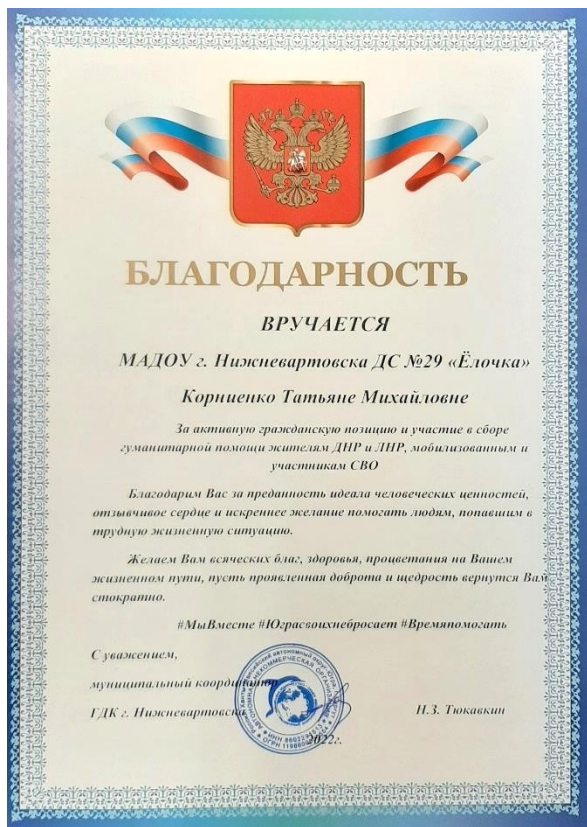 БЛАГОДАРНОСТЬ
ВРУЧАЕТСЯ
МАДОУ г. Нижневартовска ДС №29 «Ёлочка»
Корниенко Татьяне Михайловне
За активную гражданскую позицию и участие в сборе
гуманитарной помощи жителям ДНР и ЛНР, мобилизованным и
участникам СВО
Благодарим Вас за преданность идеала человеческих ценностей,
отзывчивое сердце и искреннее желание помогать людям, попавшим в
трудную жизненную ситуацию.
Желаем Вам всяческих благ, здоровья, процветания на Вашем
жизненном пути, пусть проявленная доброта и щедрость вернутся Вам
стократно.
#МыВместе #Юграсвоихнебросает #Времяпомогать
С уважением,
муниципальный координатор
ГДК г. Нижневартовска
Н.З. Тюкавкин
2022г.